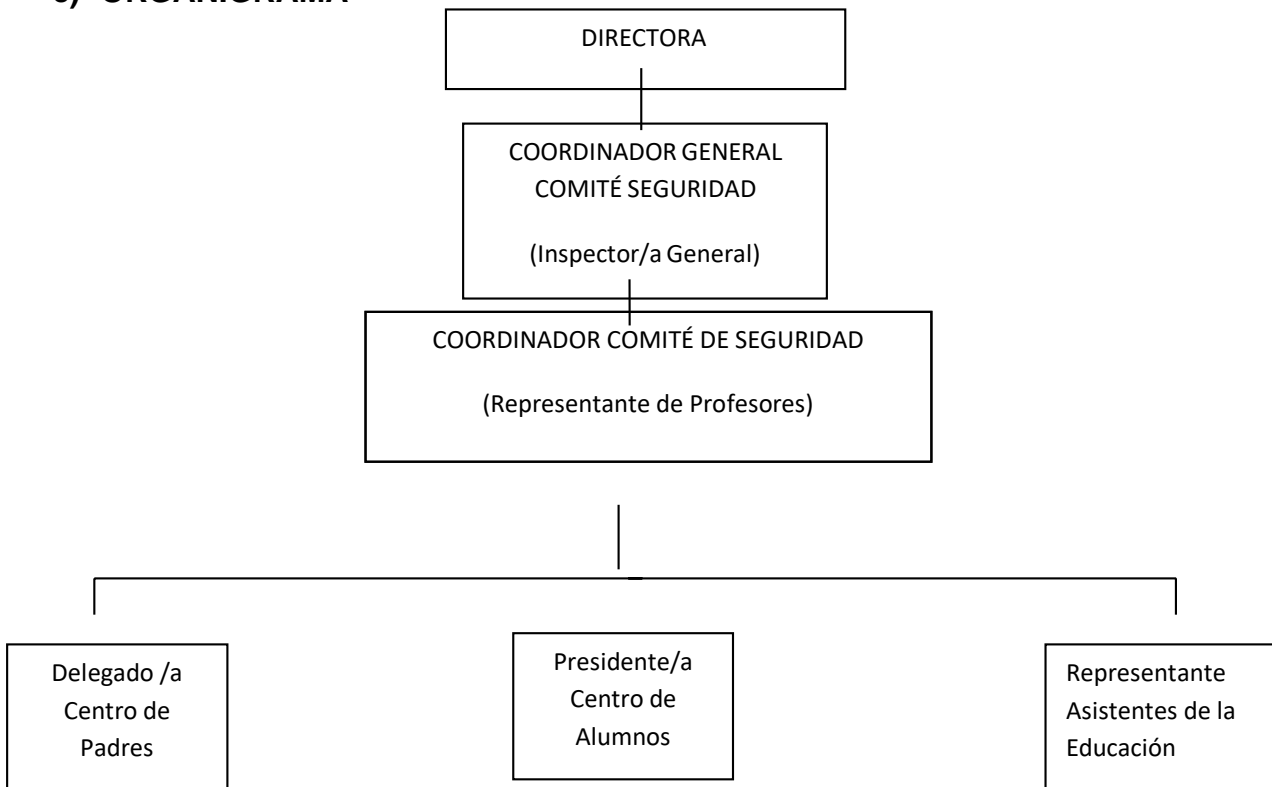 DIRECTORA
COORDINADOR GENERAL
COMITÉ SEGURIDAD
(Inspector/a General)
COORDINADOR COMITÉ DE SEGURIDAD
(Representante de Profesores)
Delegado /a
Centro de
Padres
Presidente/a
Centro de
Alumnos
Representante
Asistentes de la
Educación